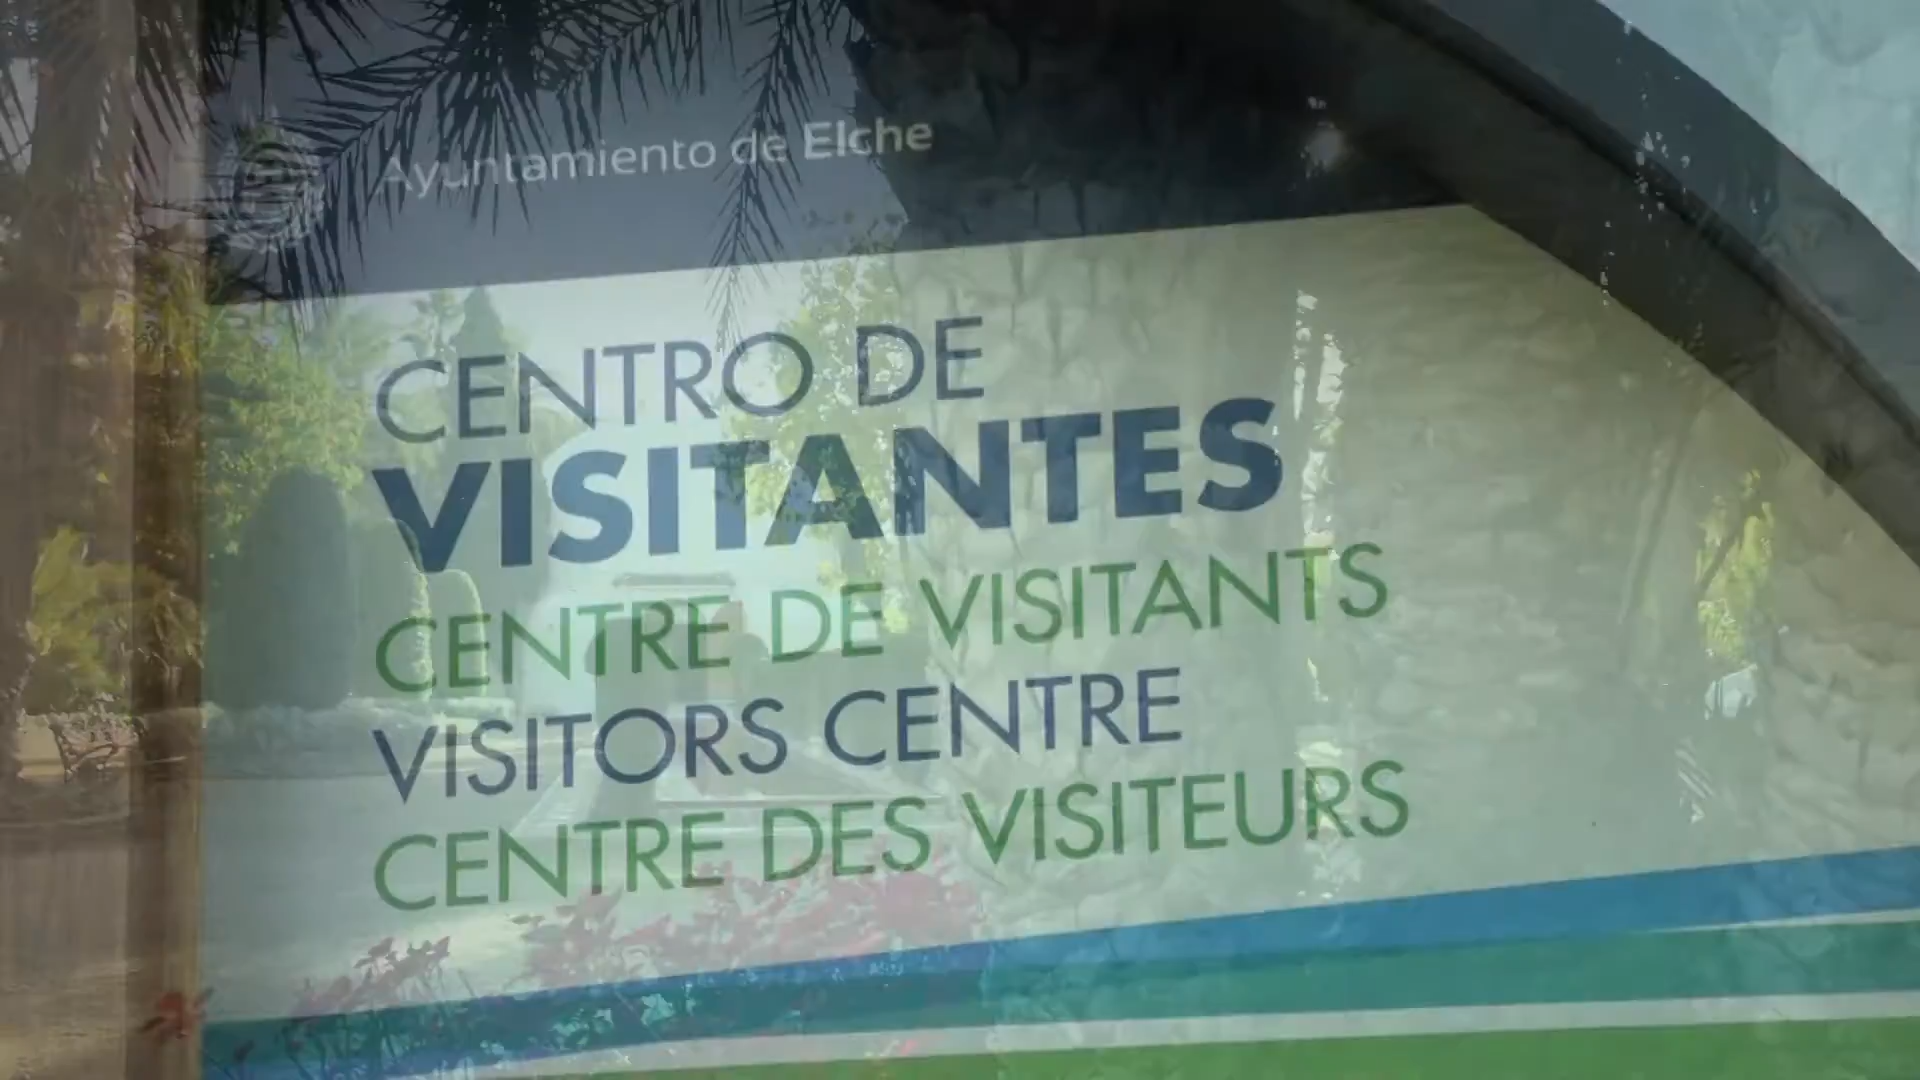 Ayuntamiento de Elche
CENTRO DE
VISITANTES
CENTRE DE VISITANTS
VISITORS CENTRE
CENTRE DES VISITEURS